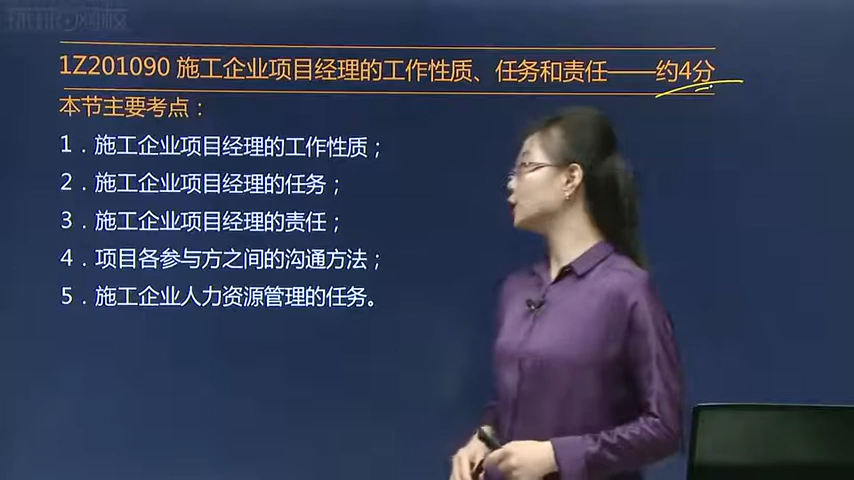 环球网校
1Z201090 施工企业项目经理的工作性质、任务和责任——约4分
本节主要考点：
1．施工企业项目经理的工作性质；
2．施工企业项目经理的任务；
3．施工企业项目经理的责任；
4．项目各参与方之间的沟通方法；
5．施工企业人力资源管理的任务。